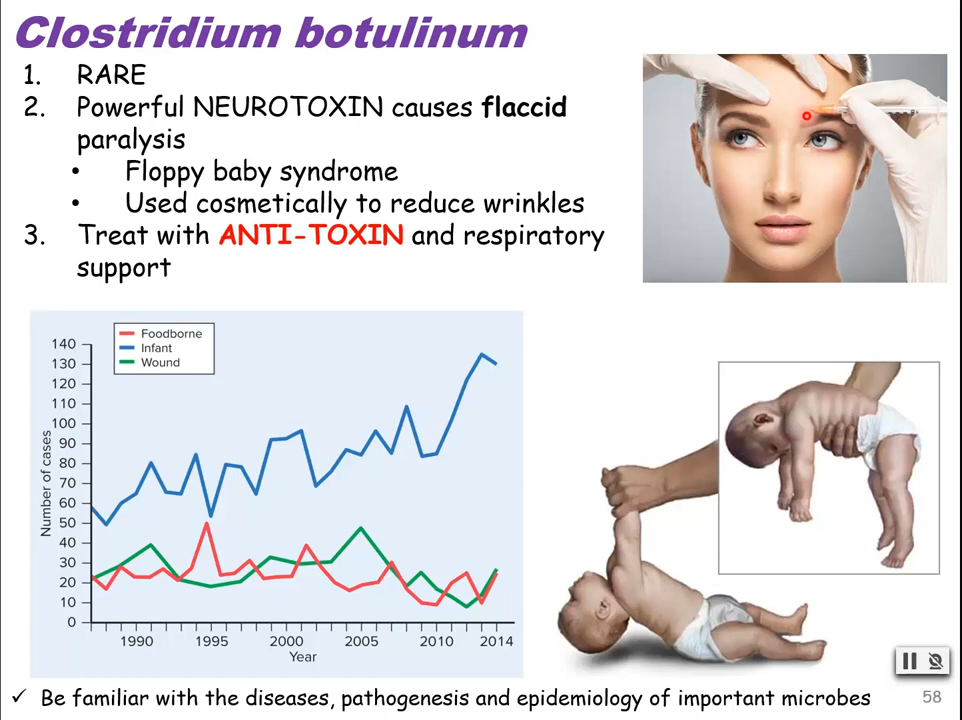 Clostridium botulinum
1. RARE
2. Powerful NEUROTOXIN causes flaccid
paralysis
• Floppy baby syndrome
• Used cosmetically to reduce wrinkles
3. Treat with ANTI-TOXIN and respiratory
support
Foodborne
Infant
Wound
Number of cases
140
130
120
110
100
90
80
70
60
50
40
30
20
10
0
1990 1995 2000 2005 2010 2014
Year
✓ Be familiar with the diseases, pathogenesis and epidemiology of important microbes
58